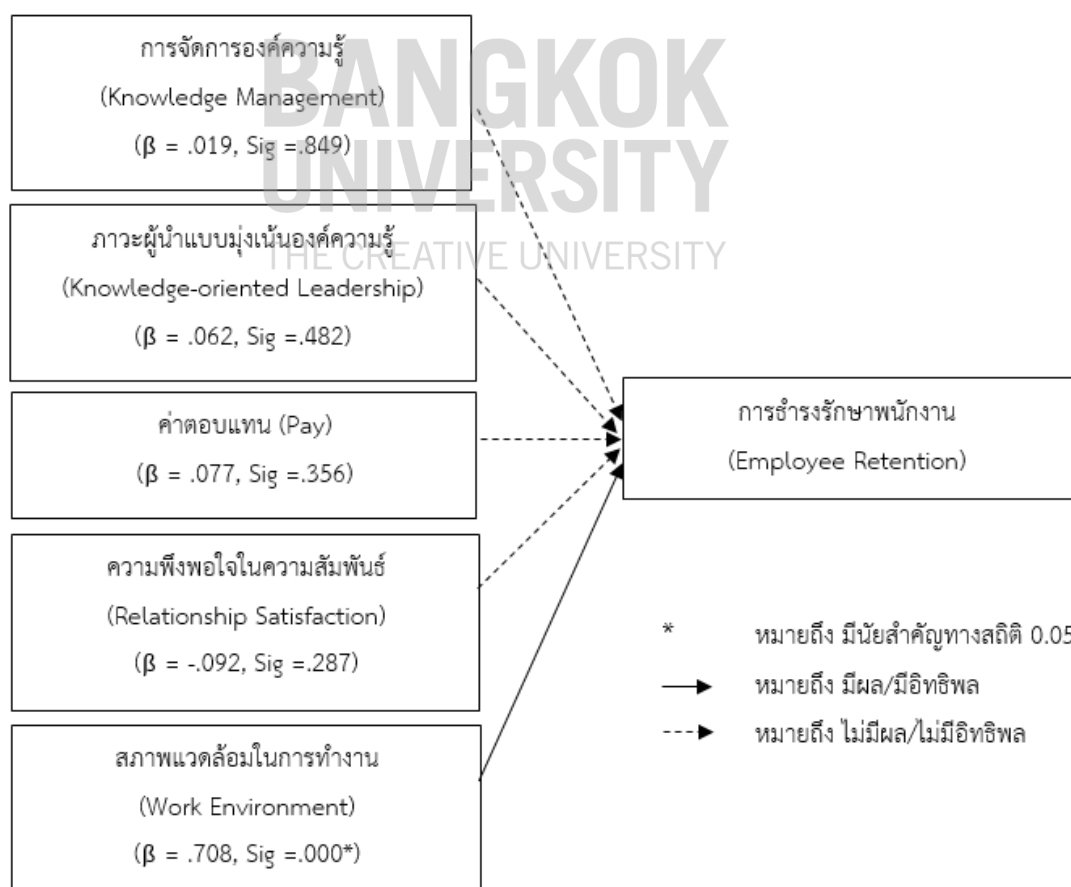 BANGKOK
UNIVERSITY
THE CREATIVE UNIVERSITY
การจัดการองค์ความรู้
(Knowledge Management)
(β = .019, Sig =.849)
ภาวะผู้นำแบบมุ่งเน้นองค์ความรู้
(Knowledge-oriented Leadership)
(β = .062, Sig =.482)
ค่าตอบแทน (Pay)
(β = .077, Sig =.356)
ความพึงพอใจในความสัมพันธ์
(Relationship Satisfaction)
(β = -.092, Sig =.287)
สภาพแวดล้อมในการทำงาน
(Work Environment)
(β = .708, Sig =.000*)
การธำรงรักษาพนักงาน
(Employee Retention)
* หมายถึง มีนัยสำคัญทางสถิติ 0.05
หมายถึง มีผล/มีอิทธิพล
หมายถึง ไม่มีผล/ไม่มีอิทธิพล